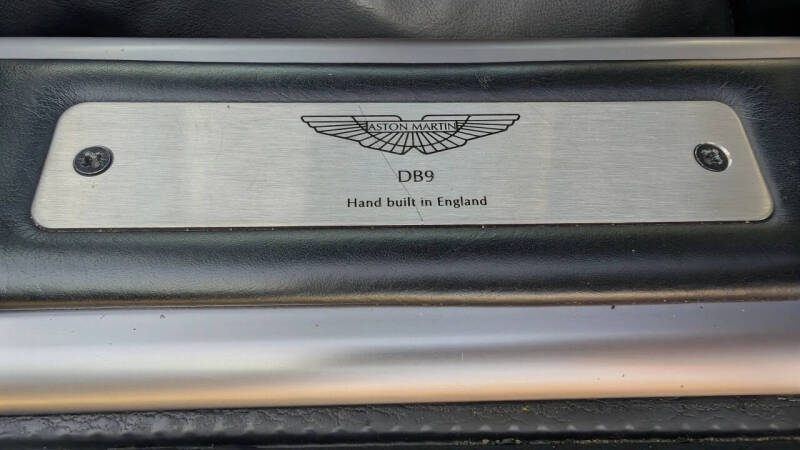 ASTON MARTIN
DB9
Hand built in England